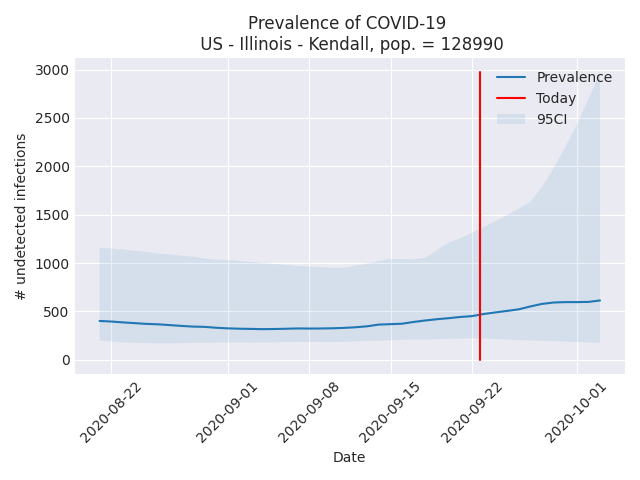 Prevalence of COVID-19
US - Illinois - Kendall, pop. = 128990
3000
2500
2000
1500
1000
500
0
# undetected infections
Prevalence
Today
95CI
2020-08-22
2020-09-01
2020-09-08
2020-09-15
2020-09-22
2020-10-01
Date